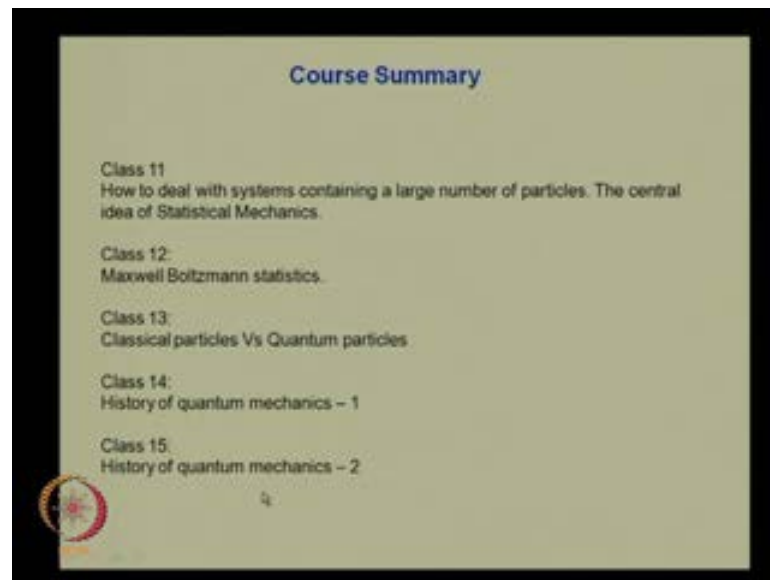 Course Summary
Class 11
How to deal with systems containing a large number of particles. The central
idea of Statistical Mechanics.
Class 12:
Maxwell Boltzmann statistics.
Class 13:
Classical particles Vs Quantum particles
Class 14:
History of quantum mechanics – 1
Class 15:
History of quantum mechanics – 2